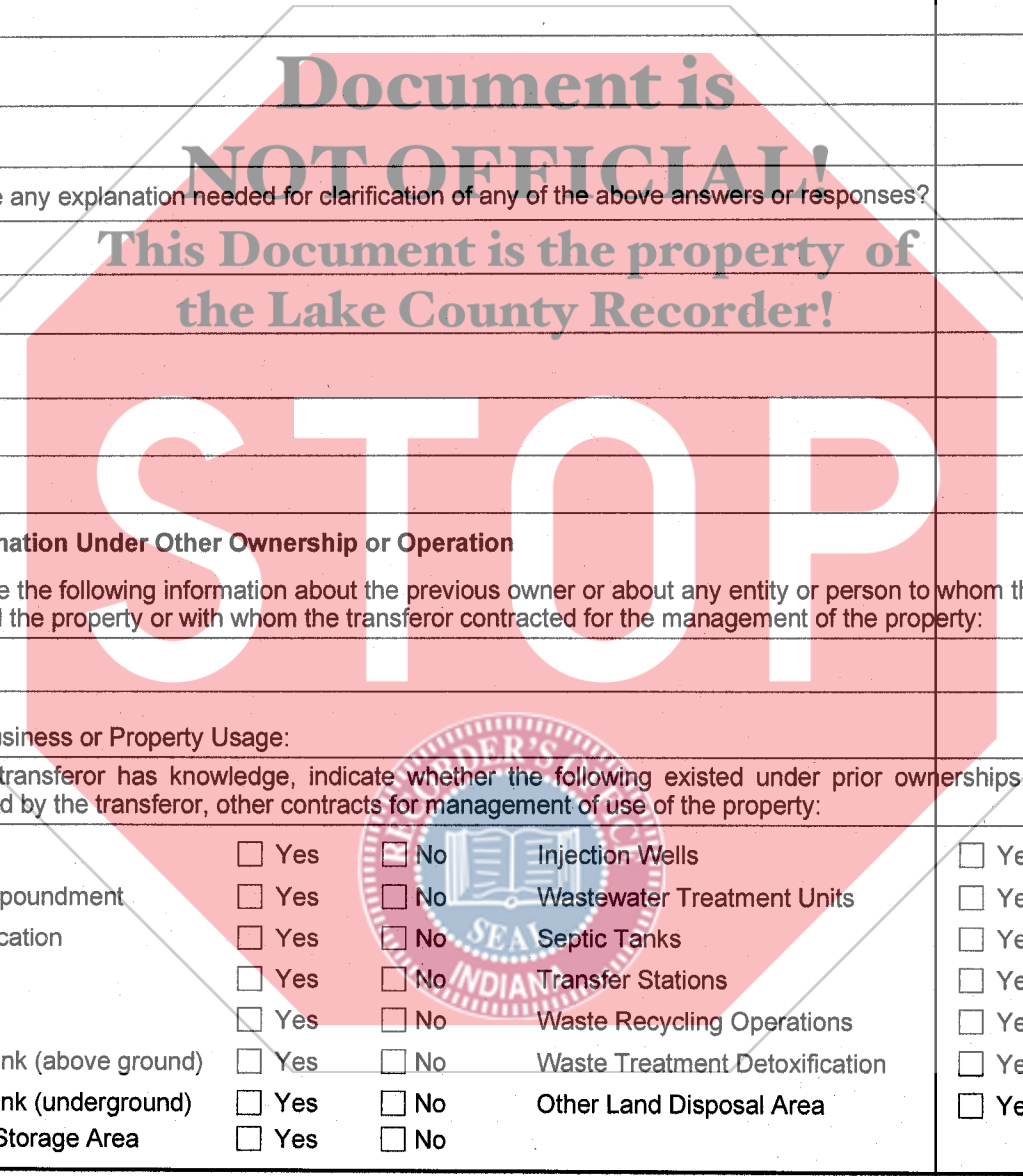 Document is
NOT OFFICIAL!
any explanation needed for clarification of any of the above answers or responses?
This Document is the property of
the Lake County Recorder!
STOP
mation Under Other Ownership or Operation
e the following information about the previous owner or about any entity or person to whom th
the property or with whom the transferor contracted for the management of the property:
usiness or Property Usage:
transferor has knowledge, indicate whether the following existed under prior ownerships
d by the transferor, other contracts for management of use of the property:
RECORDER'S OFFICE
SEAL
INDIANA
☐ Yes ☐ No Injection Wells ☐ Ye
poundment ☐ Yes ☐ No Wastewater Treatment Units ☐ Ye
cation ☐ Yes ☐ No Septic Tanks ☐ Ye
☐ Yes ☐ No Transfer Stations ☐ Ye
☐ Yes ☐ No Waste Recycling Operations ☐ Ye
nk (above ground) ☐ Yes ☐ No Waste Treatment Detoxification ☐ Ye
nk (underground) ☐ Yes ☐ No Other Land Disposal Area ☐ Ye
Storage Area ☐ Yes ☐ No